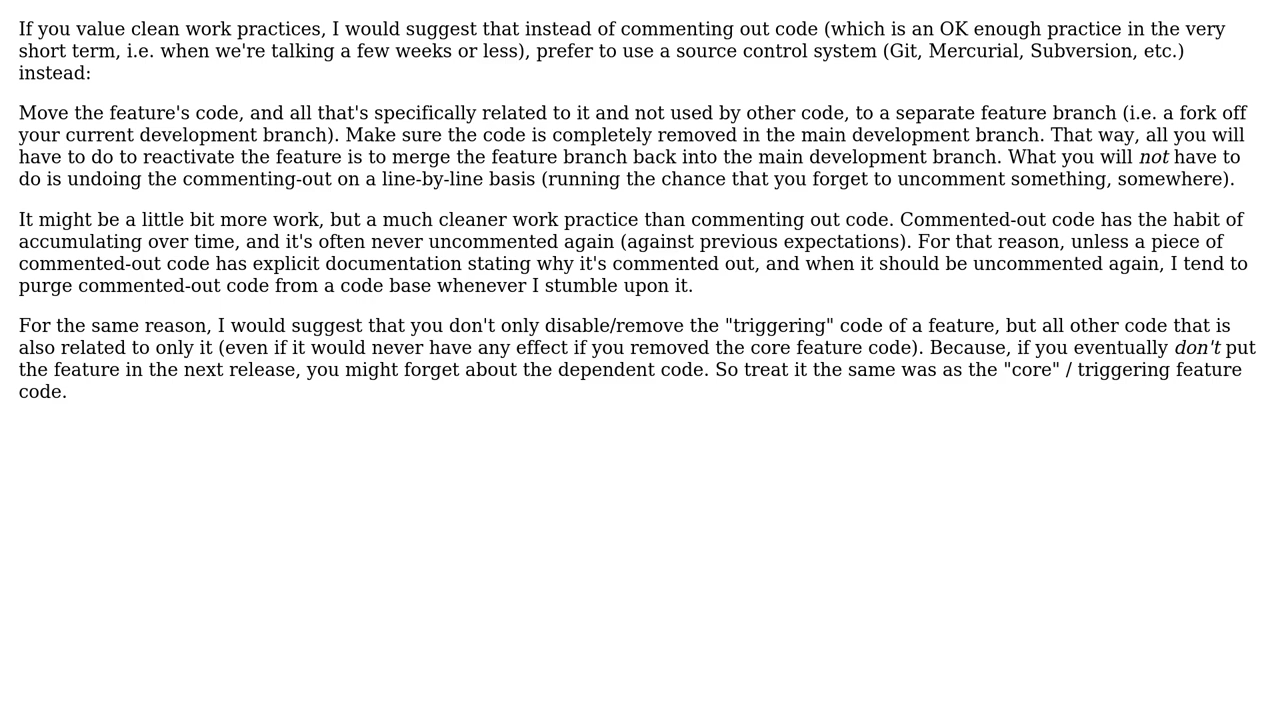 If you value clean work practices, I would suggest that instead of commenting out code (which is an OK enough practice in the very
short term, i.e. when we're talking a few weeks or less), prefer to use a source control system (Git, Mercurial, Subversion, etc.)
instead:
Move the feature's code, and all that's specifically related to it and not used by other code, to a separate feature branch (i.e. a fork off
your current development branch). Make sure the code is completely removed in the main development branch. That way, all you will
have to do to reactivate the feature is to merge the feature branch back into the main development branch. What you will not have to
do is undoing the commenting-out on a line-by-line basis (running the chance that you forget to uncomment something, somewhere).
It might be a little bit more work, but a much cleaner work practice than commenting out code. Commented-out code has the habit of
accumulating over time, and it's often never uncommented again (against previous expectations). For that reason, unless a piece of
commented-out code has explicit documentation stating why it's commented out, and when it should be uncommented again, I tend to
purge commented-out code from a code base whenever I stumble upon it.
For the same reason, I would suggest that you don't only disable/remove the "triggering" code of a feature, but all other code that is
also related to only it (even if it would never have any effect if you removed the core feature code). Because, if you eventually don't put
the feature in the next release, you might forget about the dependent code. So treat it the same was as the "core" / triggering feature
code.